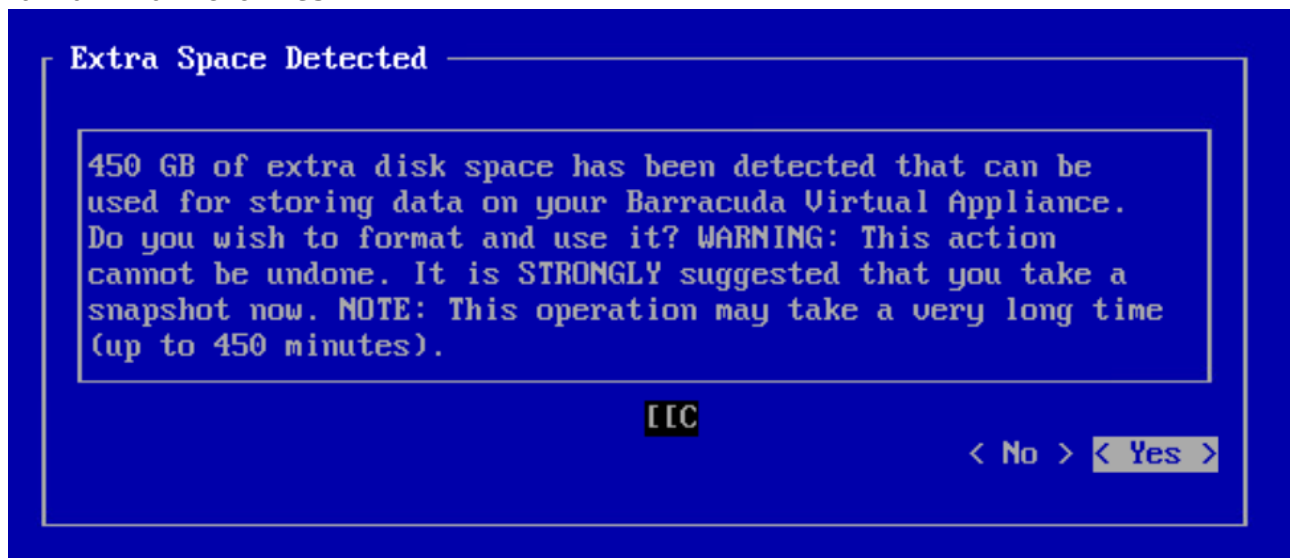 Extra Space Detected
450 GB of extra disk space has been detected that can be
used for storing data on your Barracuda Virtual Appliance.
Do you wish to format and use it? WARNING: This action
cannot be undone. It is STRONGLY suggested that you take a
snapshot now. NOTE: This operation may take a very long time
(up to 450 minutes).
[[C
< No > < Yes >